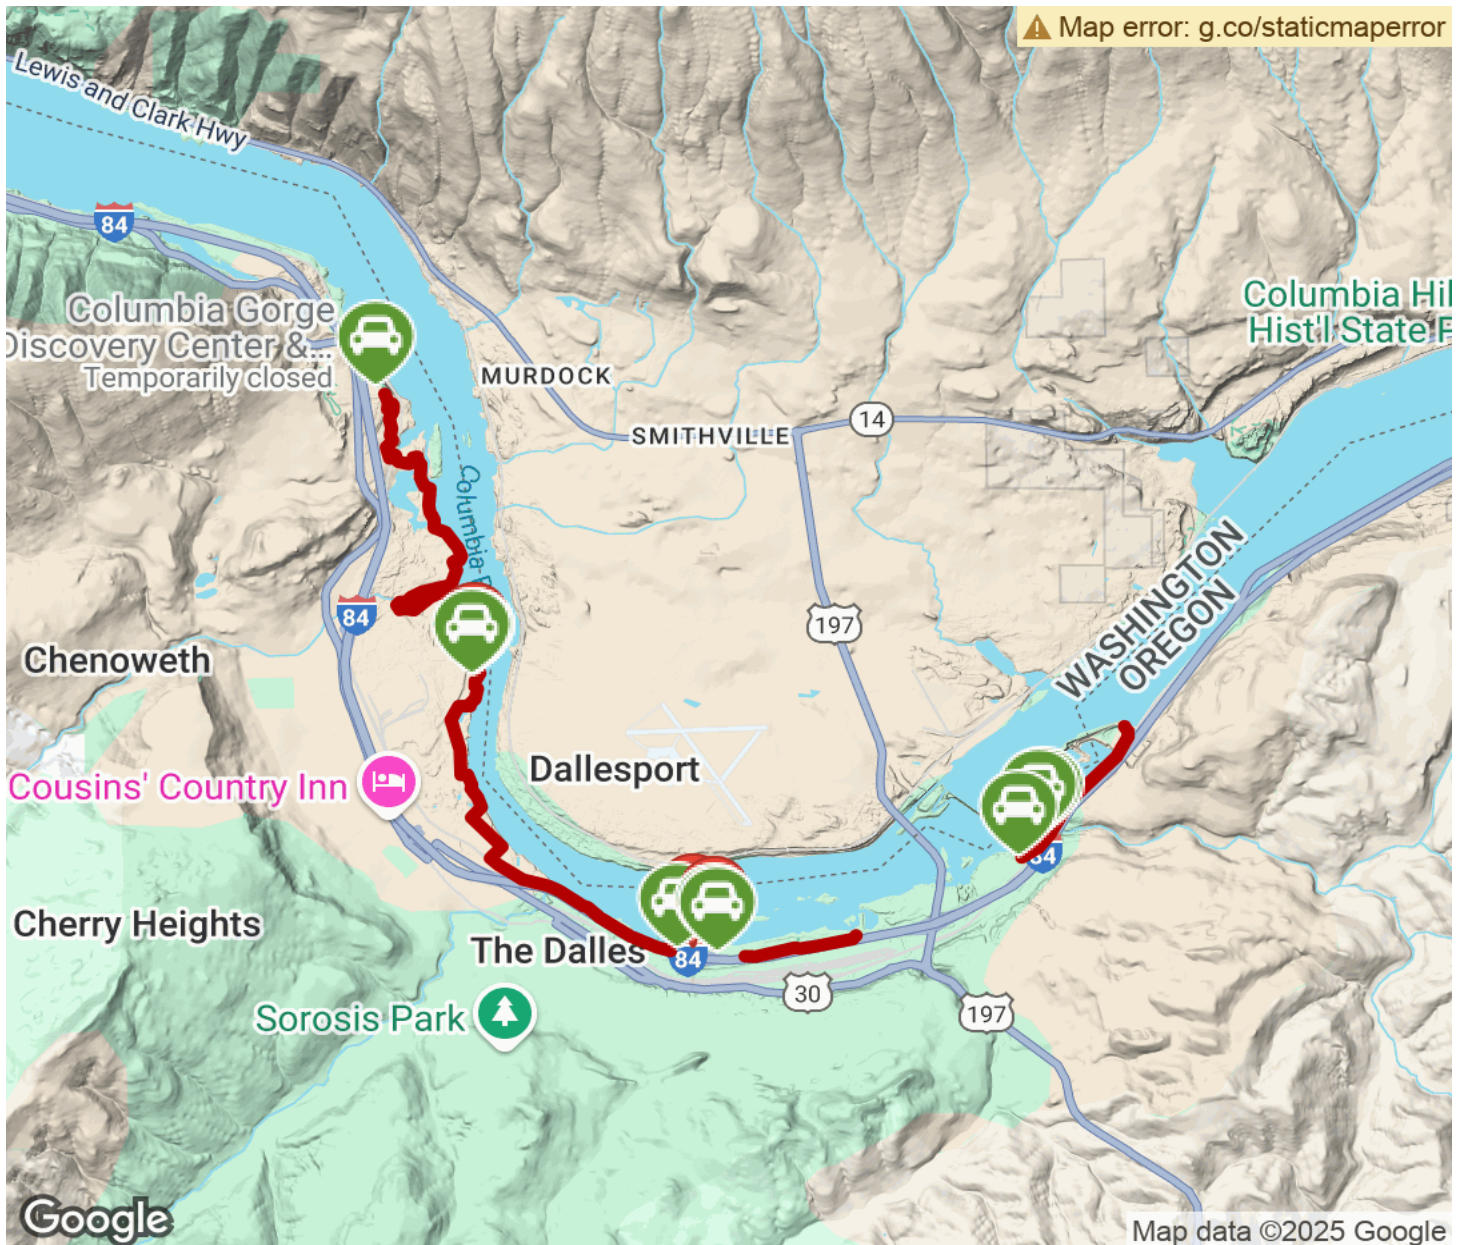 Map error: g.co/staticmaperror
Lewis and Clark Hwy
84
Columbia Gorge
Discovery Center &...
Temporarily closed
Columbia Hil
Hist'l State P
MURDOCK
14
SMITHVILLE
Columbia R
WASHINGTON
OREGON
84
197
Chenoweth
Dallesport
Cousins' Country Inn
84
Cherry Heights
The Dalles
84
30
197
Sorosis Park
Google
Map data ©2025 Google